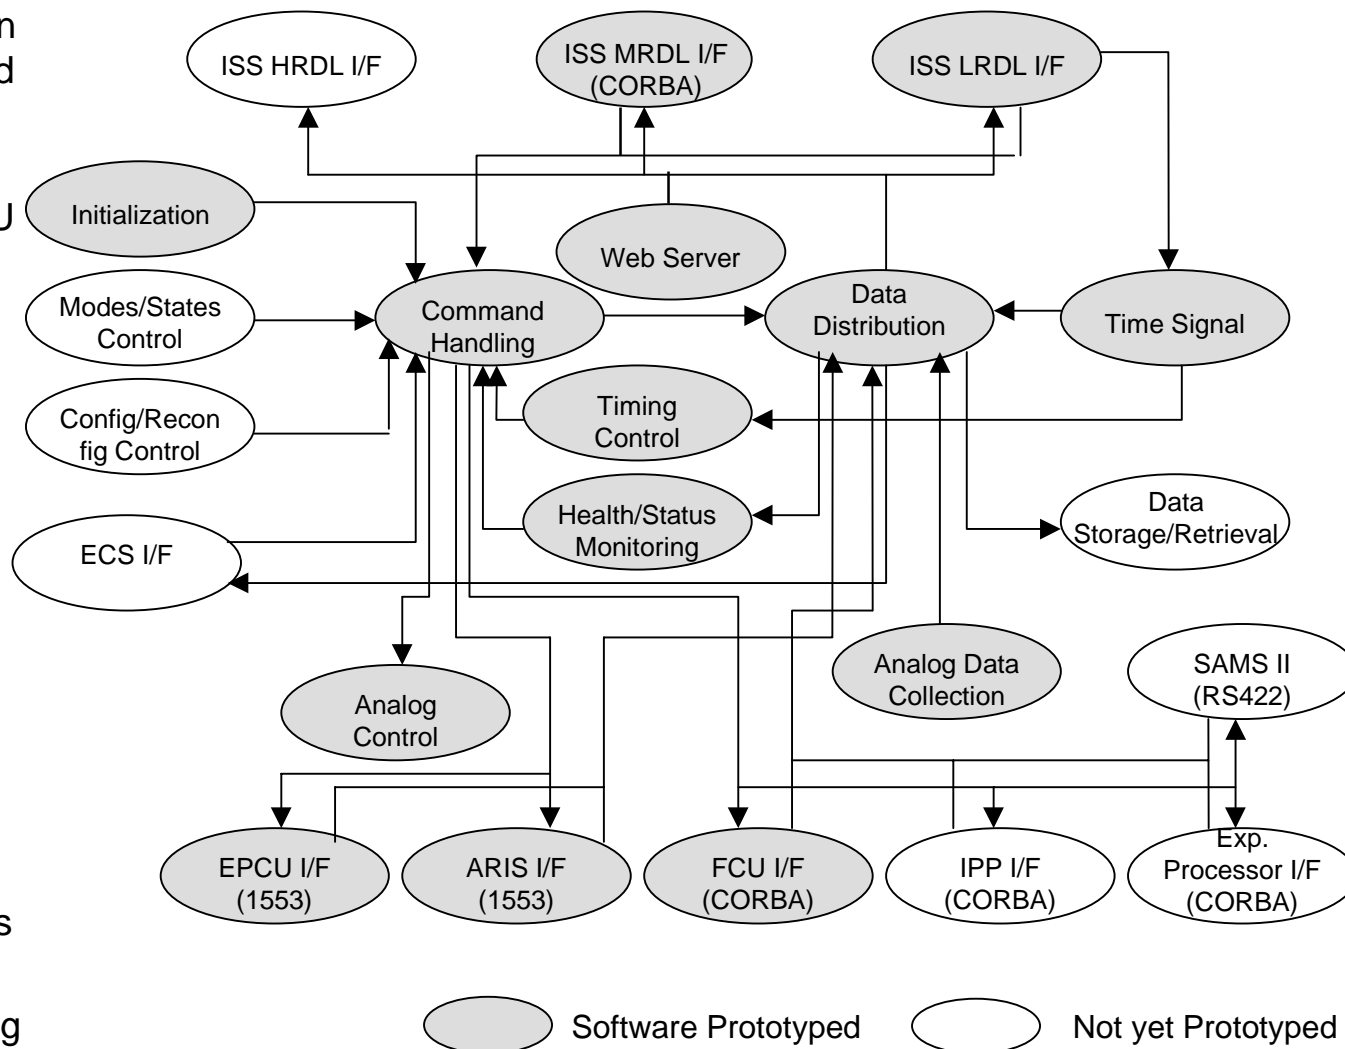 n
d
U
s
g
ISS HRDL I/F
ISS MRDL I/F
(CORBA)
ISS LRDL I/F
Initialization
Web Server
Modes/States
Control
Command
Handling
Data
Distribution
Time Signal
Config/Recon
fig Control
Timing
Control
ECS I/F
Health/Status
Monitoring
Data
Storage/Retrieval
Analog
Control
Analog Data
Collection
SAMS II
(RS422)
EPCU I/F
(1553)
ARIS I/F
(1553)
FCU I/F
(CORBA)
IPP I/F
(CORBA)
Exp.
Processor I/F
(CORBA)
Software Prototyped
Not yet Prototyped